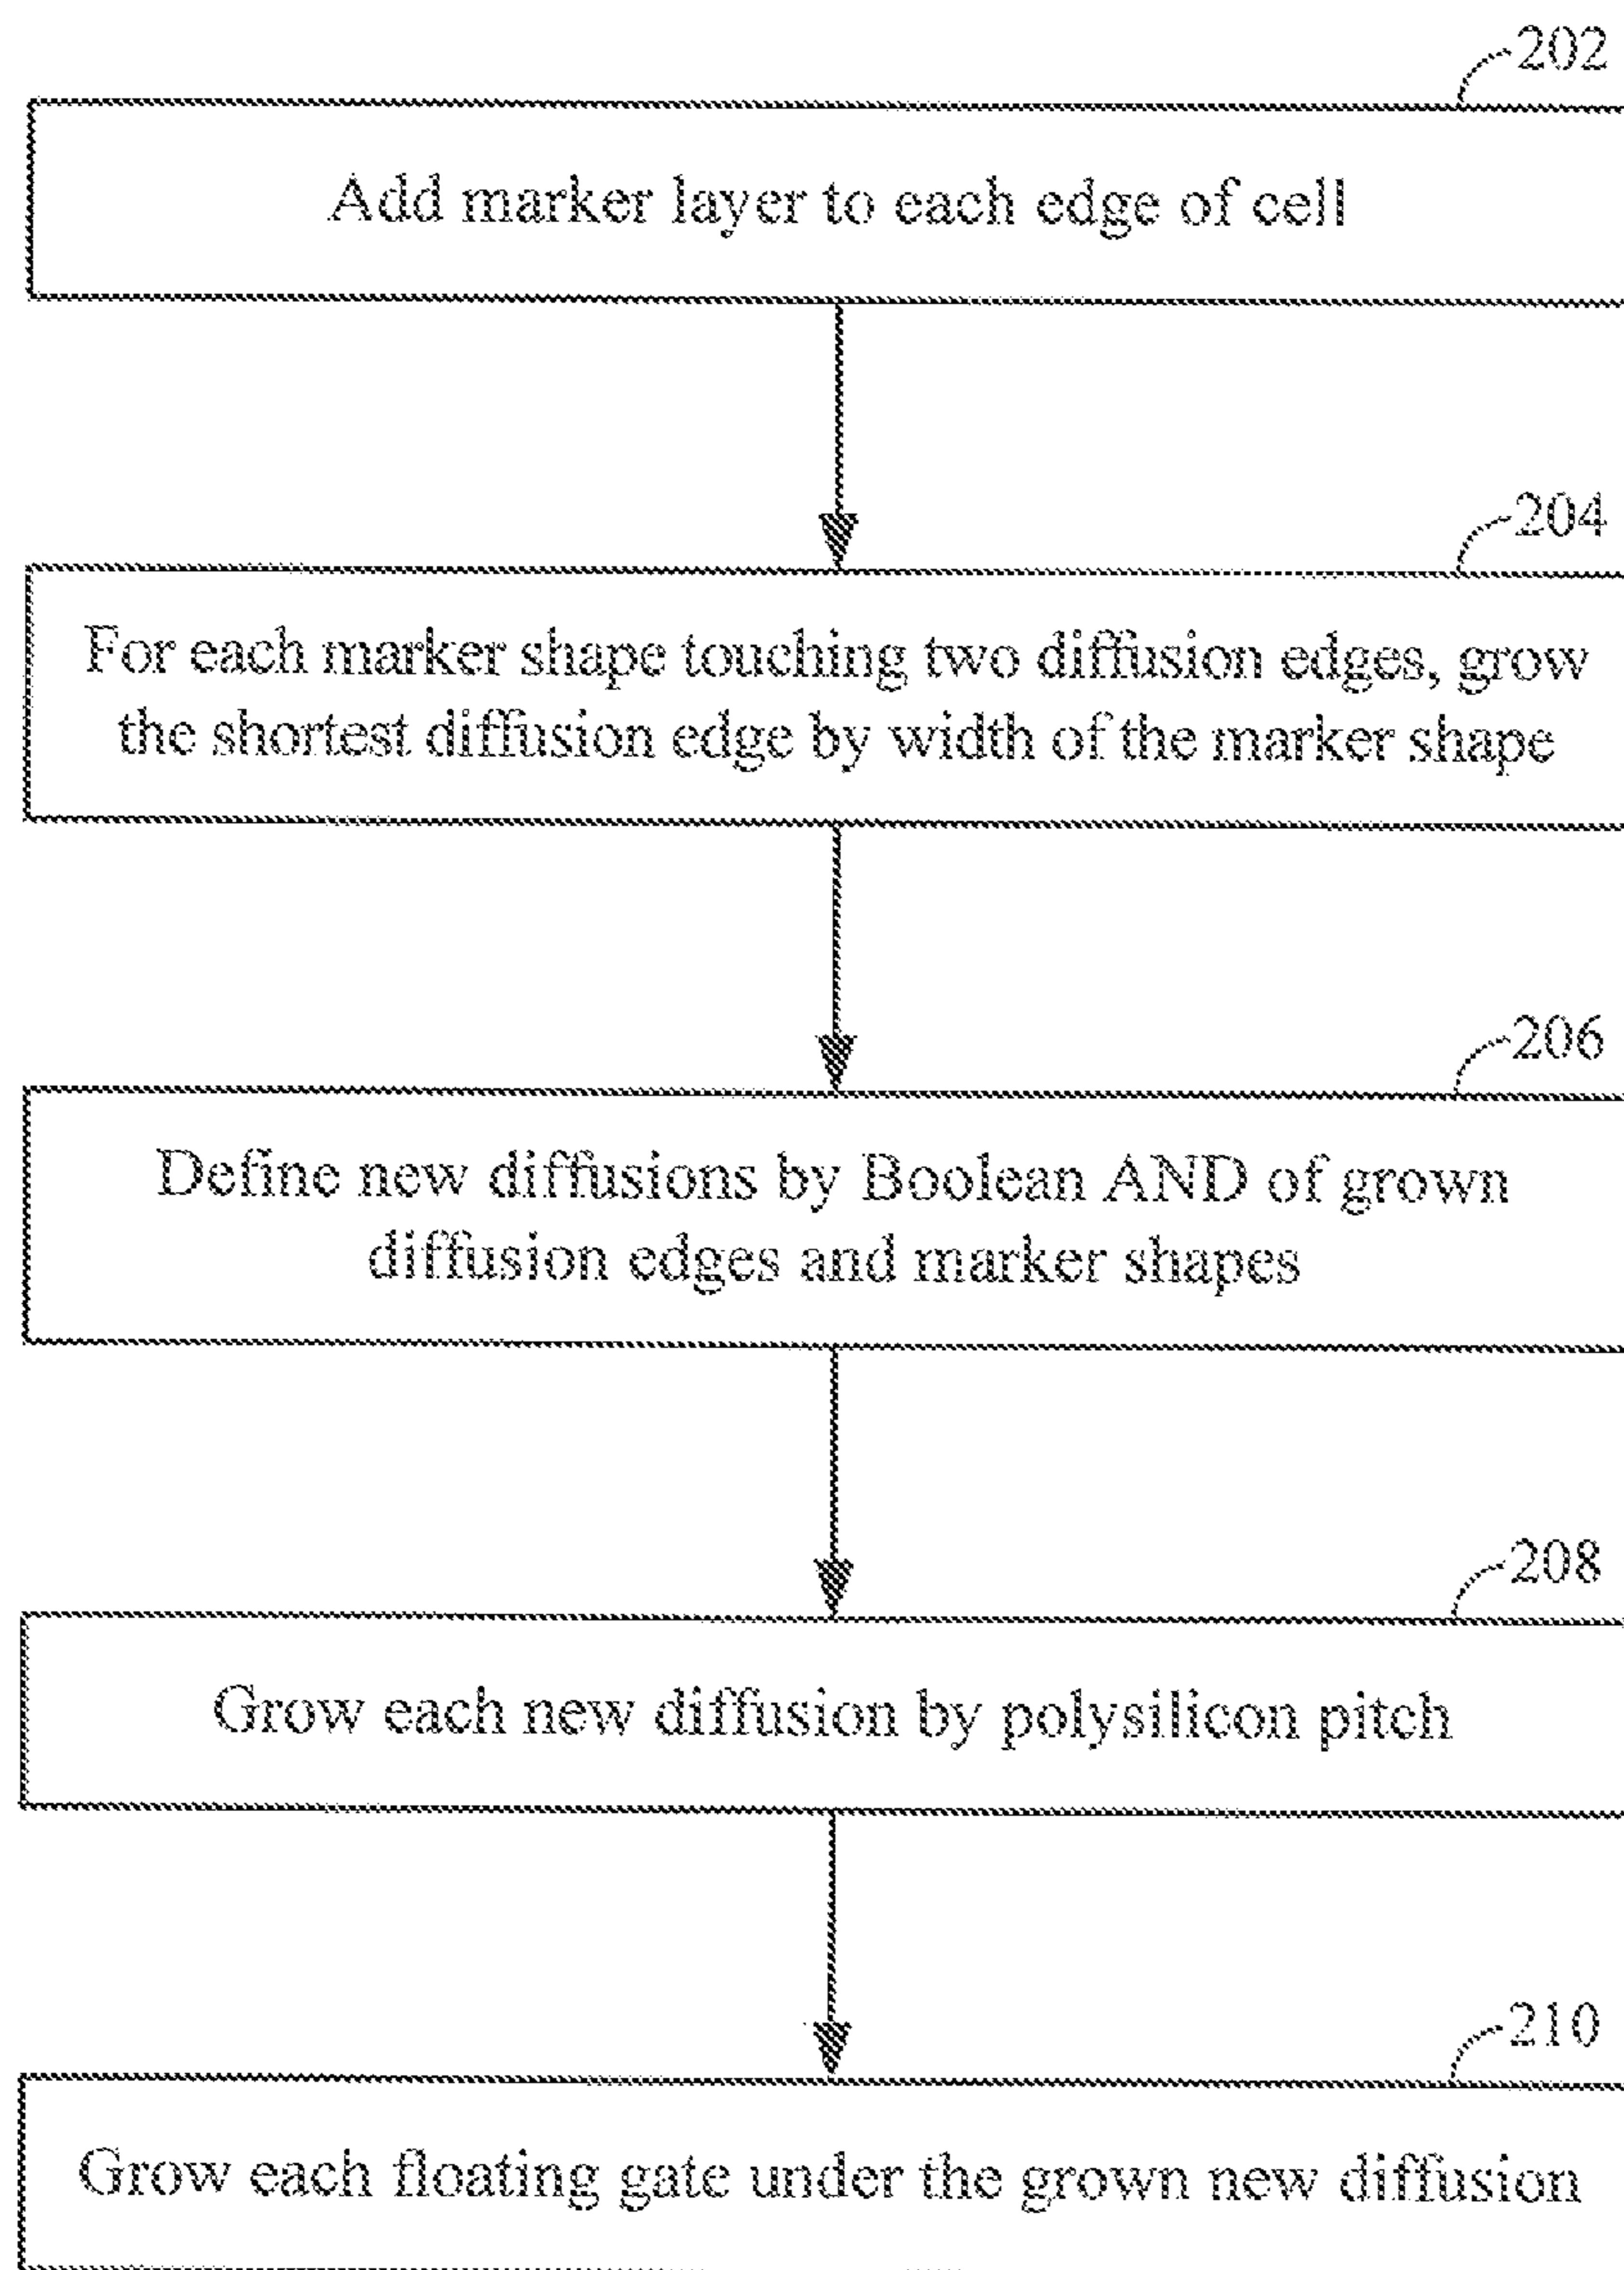 202
Add marker layer to each edge of cell
204
For each marker shape touching two diffusion edges, grow
the shortest diffusion edge by width of the marker shape
206
Define new diffusions by Boolean AND of grown
diffusion edges and marker shapes
208
Grow each new diffusion by polysilicon pitch
210
Grow each floating gate under the grown new diffusion